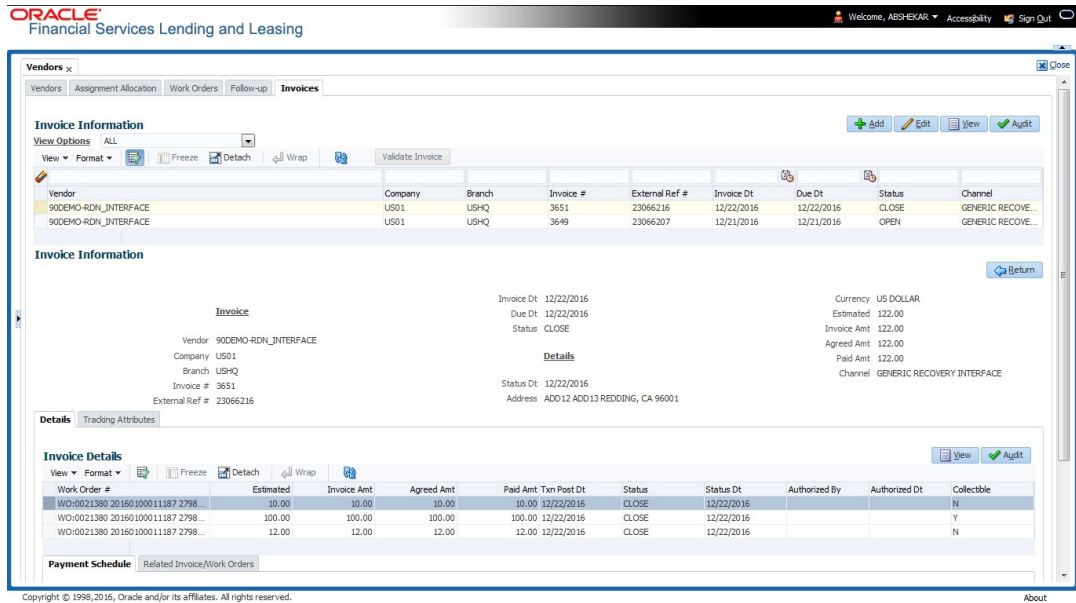 ORACLE®
Financial Services Lending and Leasing
Welcome, ABSHEKAR Accessibility Sign Out
Vendors x
Close
Vendors Assignment Allocation Work Orders Follow-up Invoices
Invoice Information
Add Edit View Audit
View Options ALL
View Format Freeze Detach Wrap Validate Invoice
Vendor Company Branch Invoice # External Ref # Invoice Dt Due Dt Status Channel
90DEMO-RDN_INTERFACE US01 USHQ 3651 23066216 12/22/2016 12/22/2016 CLOSE GENERIC RECOVE...
90DEMO-RDN_INTERFACE US01 USHQ 3649 23066207 12/21/2016 12/21/2016 OPEN GENERIC RECOVE...
Invoice Information
Return
Invoice
Vendor 90DEMO-RDN_INTERFACE
Company US01
Branch USHQ
Invoice # 3651
External Ref # 23066216
Invoice Dt 12/22/2016
Due Dt 12/22/2016
Status CLOSE
Details
Status Dt 12/22/2016
Address ADD12 ADD13 REDDING, CA 96001
Currency US DOLLAR
Estimated 122.00
Invoice Amt 122.00
Agreed Amt 122.00
Paid Amt 122.00
Channel GENERIC RECOVERY INTERFACE
Details Tracking Attributes
Invoice Details
View Audit
View Format Freeze Detach Wrap
Work Order # Estimated Invoice Amt Agreed Amt Paid Amt Txn Post Dt Status Status Dt Authorized By Authorized Dt Collectible
WO:0021380 20160100011187 2798... 10.00 10.00 10.00 10.00 12/22/2016 CLOSE 12/22/2016 N
WO:0021380 20160100011187 2798... 100.00 100.00 100.00 100.00 12/22/2016 CLOSE 12/22/2016 Y
WO:0021380 20160100011187 2798... 12.00 12.00 12.00 12.00 12/22/2016 CLOSE 12/22/2016 N
Payment Schedule Related Invoice/Work Orders
Copyright © 1998,2016, Oracle and/or its affiliates. All rights reserved.
About